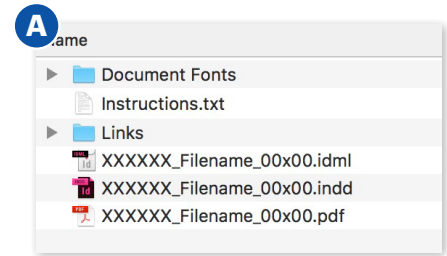 A
ame
Document Fonts
Instructions.txt
Links
XXXXXX_Filename_00x00.idml
XXXXXX_Filename_00x00.indd
XXXXXX_Filename_00x00.pdf